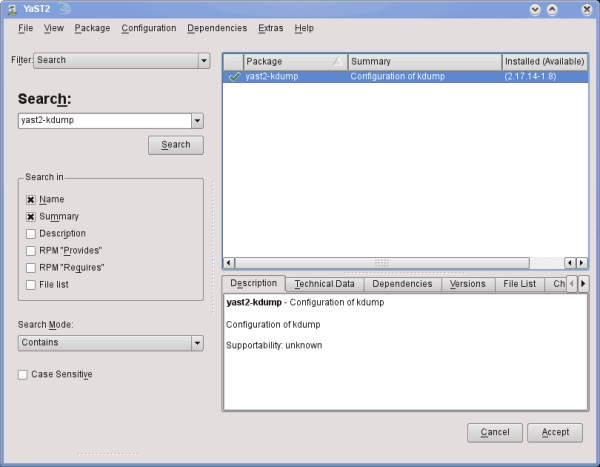 YaST2
File View Package Configuration Dependencies Extras Help
Filter: Search
Search:
yast2-kdump
Search
Search in
Name
Summary
Description
RPM "Provides"
RPM "Requires"
File list
Search Mode:
Contains
Case Sensitive
Package Summary Installed (Available)
yast2-kdump Configuration of kdump (2.17.14-1.8)
Description Technical Data Dependencies Versions File List Ch
yast2-kdump - Configuration of kdump
Configuration of kdump
Supportability: unknown
Cancel Accept